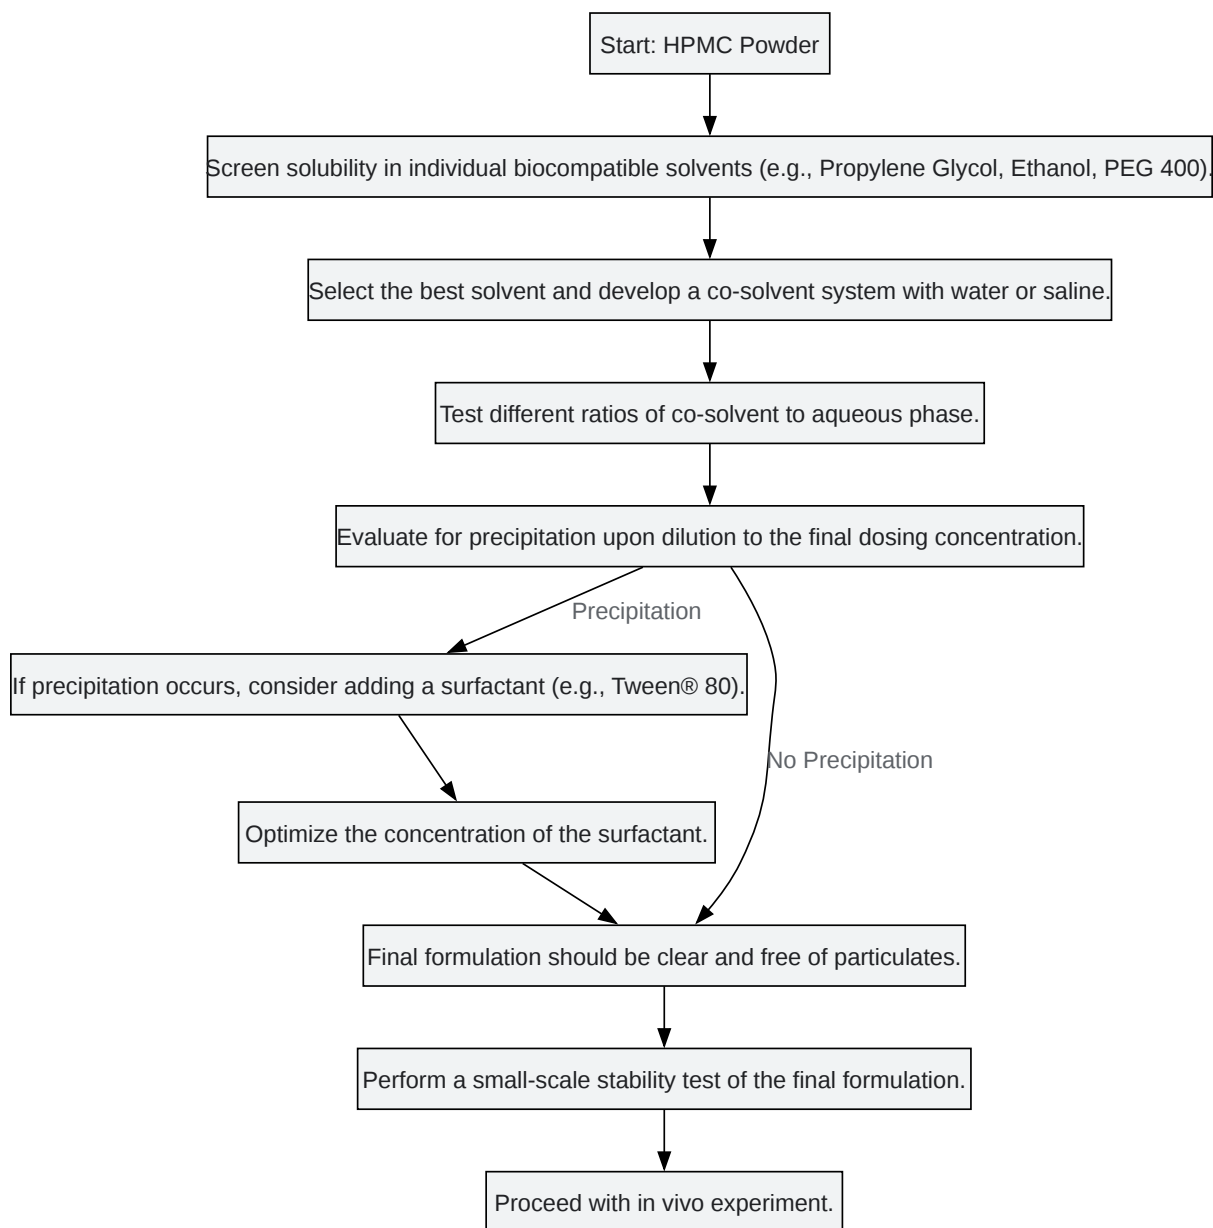 Start: HPMC Powder
Screen solubility in individual biocompatible solvents (e.g., Propylene Glycol, Ethanol, PEG 400).
Select the best solvent and develop a co-solvent system with water or saline.
Test different ratios of co-solvent to aqueous phase.
Evaluate for precipitation upon dilution to the final dosing concentration.
Precipitation
If precipitation occurs, consider adding a surfactant (e.g., Tween® 80).
No Precipitation
Optimize the concentration of the surfactant.
Final formulation should be clear and free of particulates.
Perform a small-scale stability test of the final formulation.
Proceed with in vivo experiment.